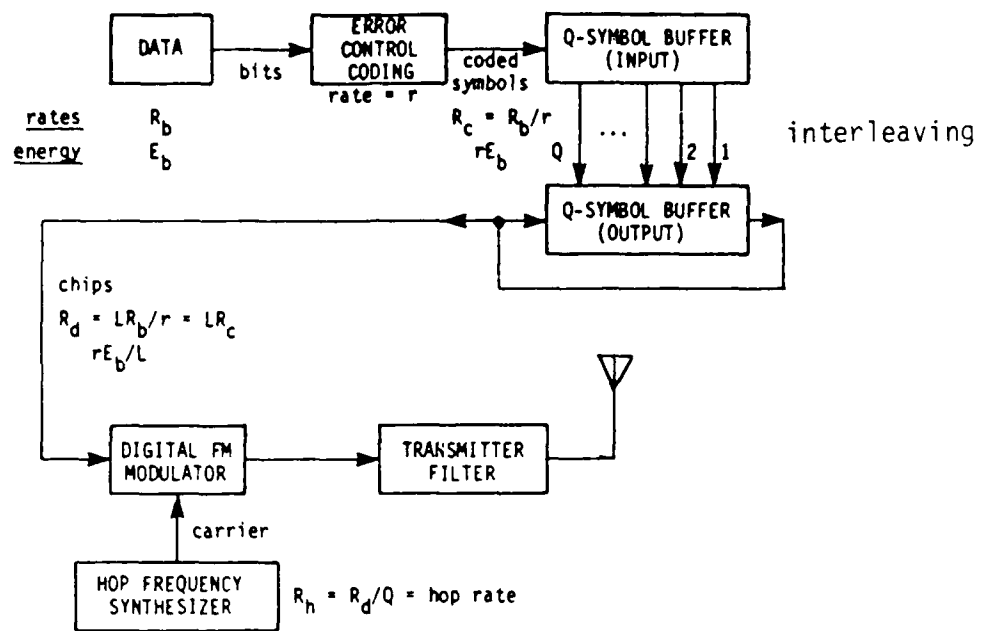 DATA
bits
ERROR
CONTROL
CODING
rate = r
coded
symbols
Q-SYMBOL BUFFER
(INPUT)
rates
R_b
R_c = R_b/r
energy
E_b
rE_b
Q
...
2
1
interleaving
Q-SYMBOL BUFFER
(OUTPUT)
chips
R_d = LR_b/r = LR_c
rE_b/L
DIGITAL FM
MODULATOR
TRANSMITTER
FILTER
carrier
HOP FREQUENCY
SYNTHESIZER
R_h = R_d/Q = hop rate